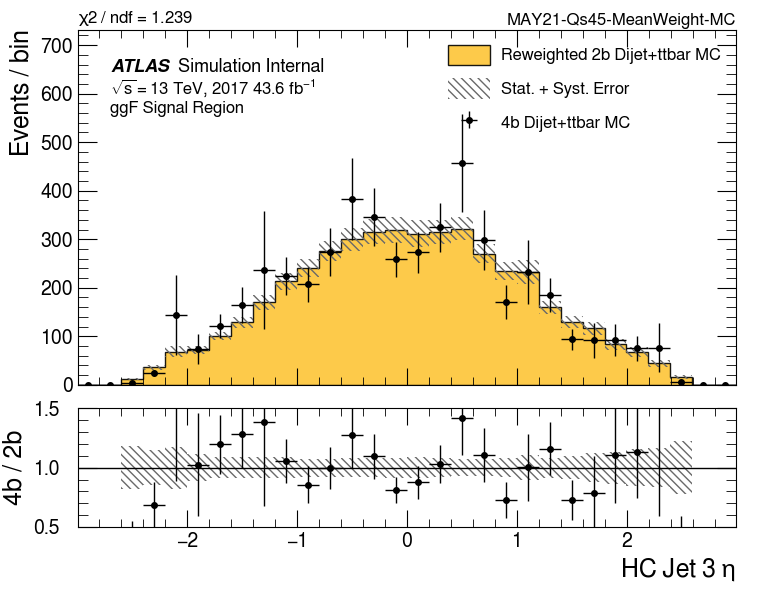 χ2 / ndf = 1.239
MAY21-Qs45-MeanWeight-MC
Events / bin
700
600
500
400
300
200
100
0
ATLAS Simulation Internal
√s = 13 TeV, 2017 43.6 fb⁻¹
ggF Signal Region
Reweighted 2b Dijet+ttbar MC
Stat. + Syst. Error
4b Dijet+ttbar MC
4b / 2b
1.5
1.0
0.5
−2 −1 0 1 2
HC Jet 3 η